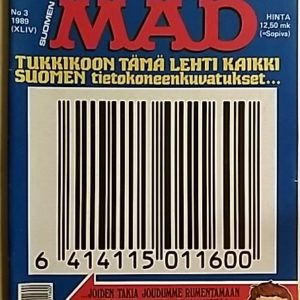 No 3
1989
(XLIV)
SUOMEN
MAD
HINTA
12,50 mk
(=Sopiva)
TUKKIKOON TÄMÄ LEHTI KAIKKI
SUOMEN tietokoneenkuvatukset...
6 414115 011600
...JOIDEN TAKIA JOUDUMME RUMENTAMAAN